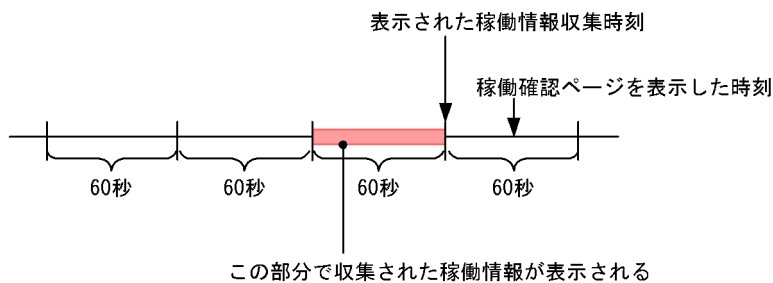 表示された稼働情報収集時刻
稼働確認ページを表示した時刻
60秒
60秒
60秒
60秒
この部分で収集された稼働情報が表示される